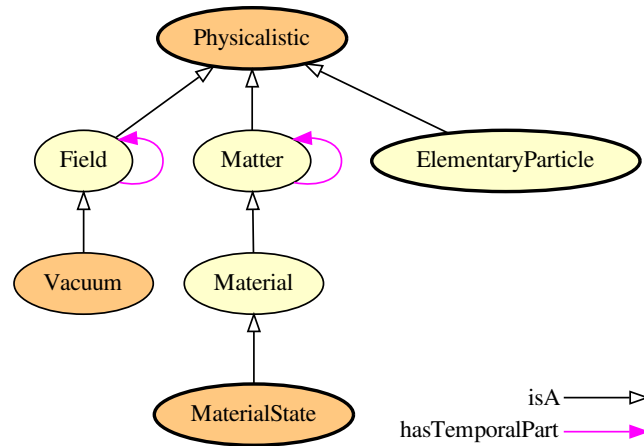 Physicalistic
Field
Matter
ElementaryParticle
Vacuum
Material
MaterialState
isA
hasTemporalPart